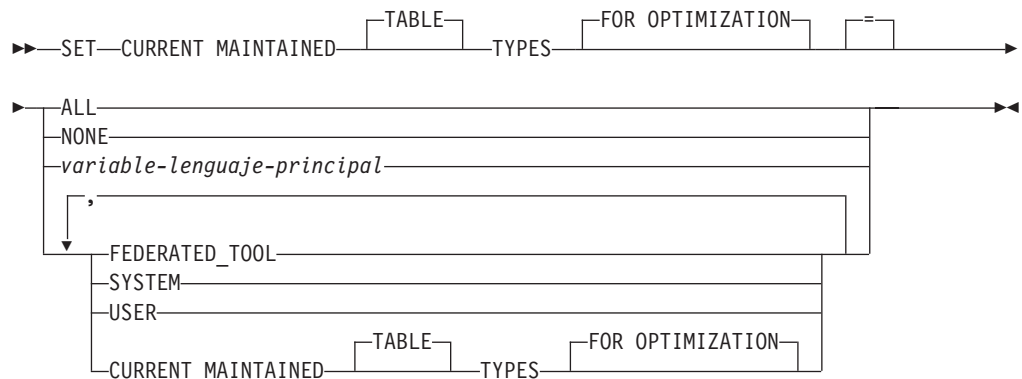 TABLE FOR OPTIMIZATION =
SET CURRENT MAINTAINED TYPES
ALL
NONE
variable-lenguaje-principal
,
FEDERATED_TOOL
SYSTEM
USER
TABLE FOR OPTIMIZATION
CURRENT MAINTAINED TYPES